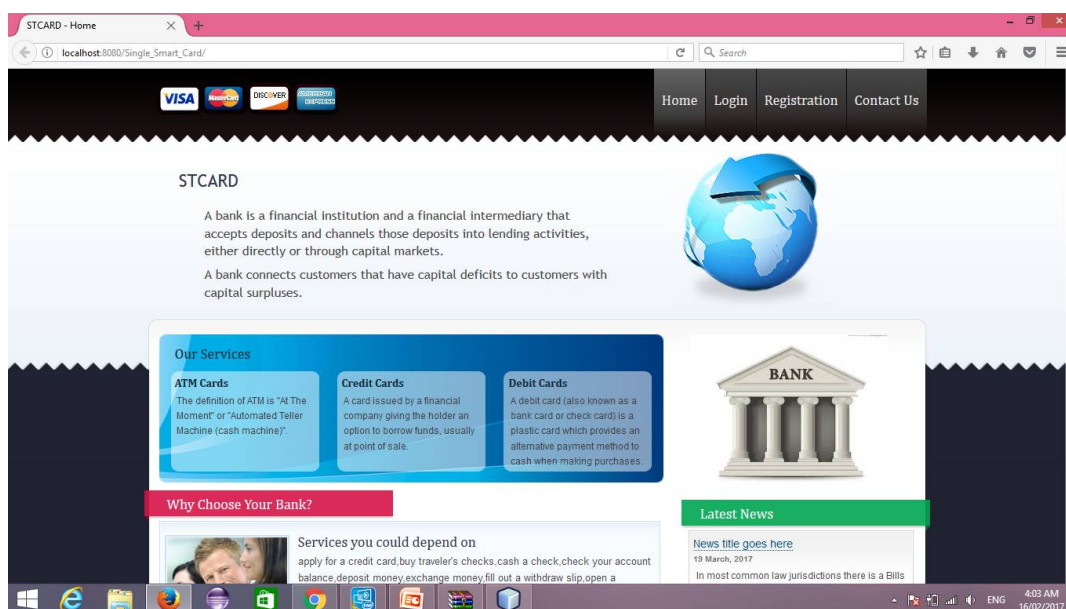 STCARD - Home
localhost:8080/Single_Smart_Card/
Search
VISA
MasterCard
DISCOVER
AMERICAN
EXPRESS
Home
Login
Registration
Contact Us
STCARD
A bank is a financial institution and a financial intermediary that
accepts deposits and channels those deposits into lending activities,
either directly or through capital markets.
A bank connects customers that have capital deficits to customers with
capital surpluses.
Our Services
ATM Cards
The definition of ATM is "At The
Moment" or "Automated Teller
Machine (cash machine)".
Credit Cards
A card issued by a financial
company giving the holder an
option to borrow funds, usually
at point of sale.
Debit Cards
A debit card (also known as a
bank card or check card) is a
plastic card which provides an
alternative payment method to
cash when making purchases.
BANK
Why Choose Your Bank?
Services you could depend on
apply for a credit card,buy traveler's checks,cash a check,check your account
balance,deposit money,exchange money,fill out a withdraw slip,open a
Latest News
News title goes here
19 March, 2017
In most common law jurisdictions there is a Bills
ENG
4:03 AM
16/02/2017